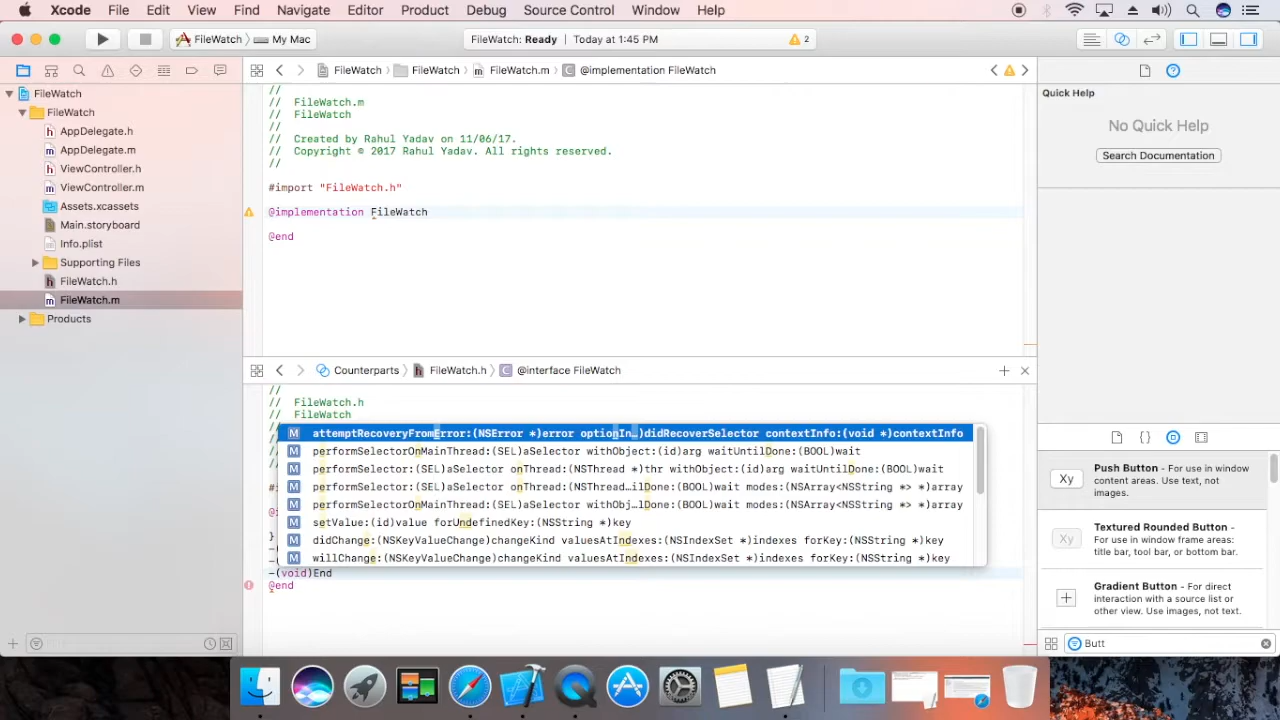 Xcode File Edit View Find Navigate Editor Product Debug Source Control Window Help
FileWatch My Mac FileWatch: Ready | Today at 1:45 PM 2
FileWatch FileWatch FileWatch.m @implementation FileWatch
FileWatch
FileWatch
AppDelegate.h
AppDelegate.m
ViewController.h
ViewController.m
Assets.xcassets
Main.storyboard
Info.plist
Supporting Files
FileWatch.h
FileWatch.m
Products
//
// FileWatch.m
// FileWatch
//
// Created by Rahul Yadav on 11/06/17.
// Copyright © 2017 Rahul Yadav. All rights reserved.
//
#import "FileWatch.h"
@implementation FileWatch
@end
Counterparts FileWatch.h @interface FileWatch
//
// FileWatch.h
// FileWatch
M attemptRecoveryFromError:(NSError *)error optionIn…)didRecoverSelector contextInfo:(void *)contextInfo
M performSelectorOnMainThread:(SEL)aSelector withObject:(id)arg waitUntilDone:(BOOL)wait
M performSelector:(SEL)aSelector onThread:(NSThread *)thr withObject:(id)arg waitUntilDone:(BOOL)wait
M performSelector:(SEL)aSelector onThread:(NSThread…ilDone:(BOOL)wait modes:(NSArray<NSString *> *)array
M performSelectorOnMainThread:(SEL)aSelector withObj…ilDone:(BOOL)wait modes:(NSArray<NSString *> *)array
M setValue:(id)value forUndefinedKey:(NSString *)key
M didChange:(NSKeyValueChange)changeKind valuesAtIndexes:(NSIndexSet *)indexes forKey:(NSString *)key
M willChange:(NSKeyValueChange)changeKind valuesAtIndexes:(NSIndexSet *)indexes forKey:(NSString *)key
-(void)End
@end
Quick Help
No Quick Help
Search Documentation
Xy
Push Button - For use in window
content areas. Use text, not
images.
Xy
Textured Rounded Button -
For use in window frame areas:
title bar, tool bar, or bottom bar.
Gradient Button - For direct
interaction with a source list or
other view. Use images, not text.
Butt